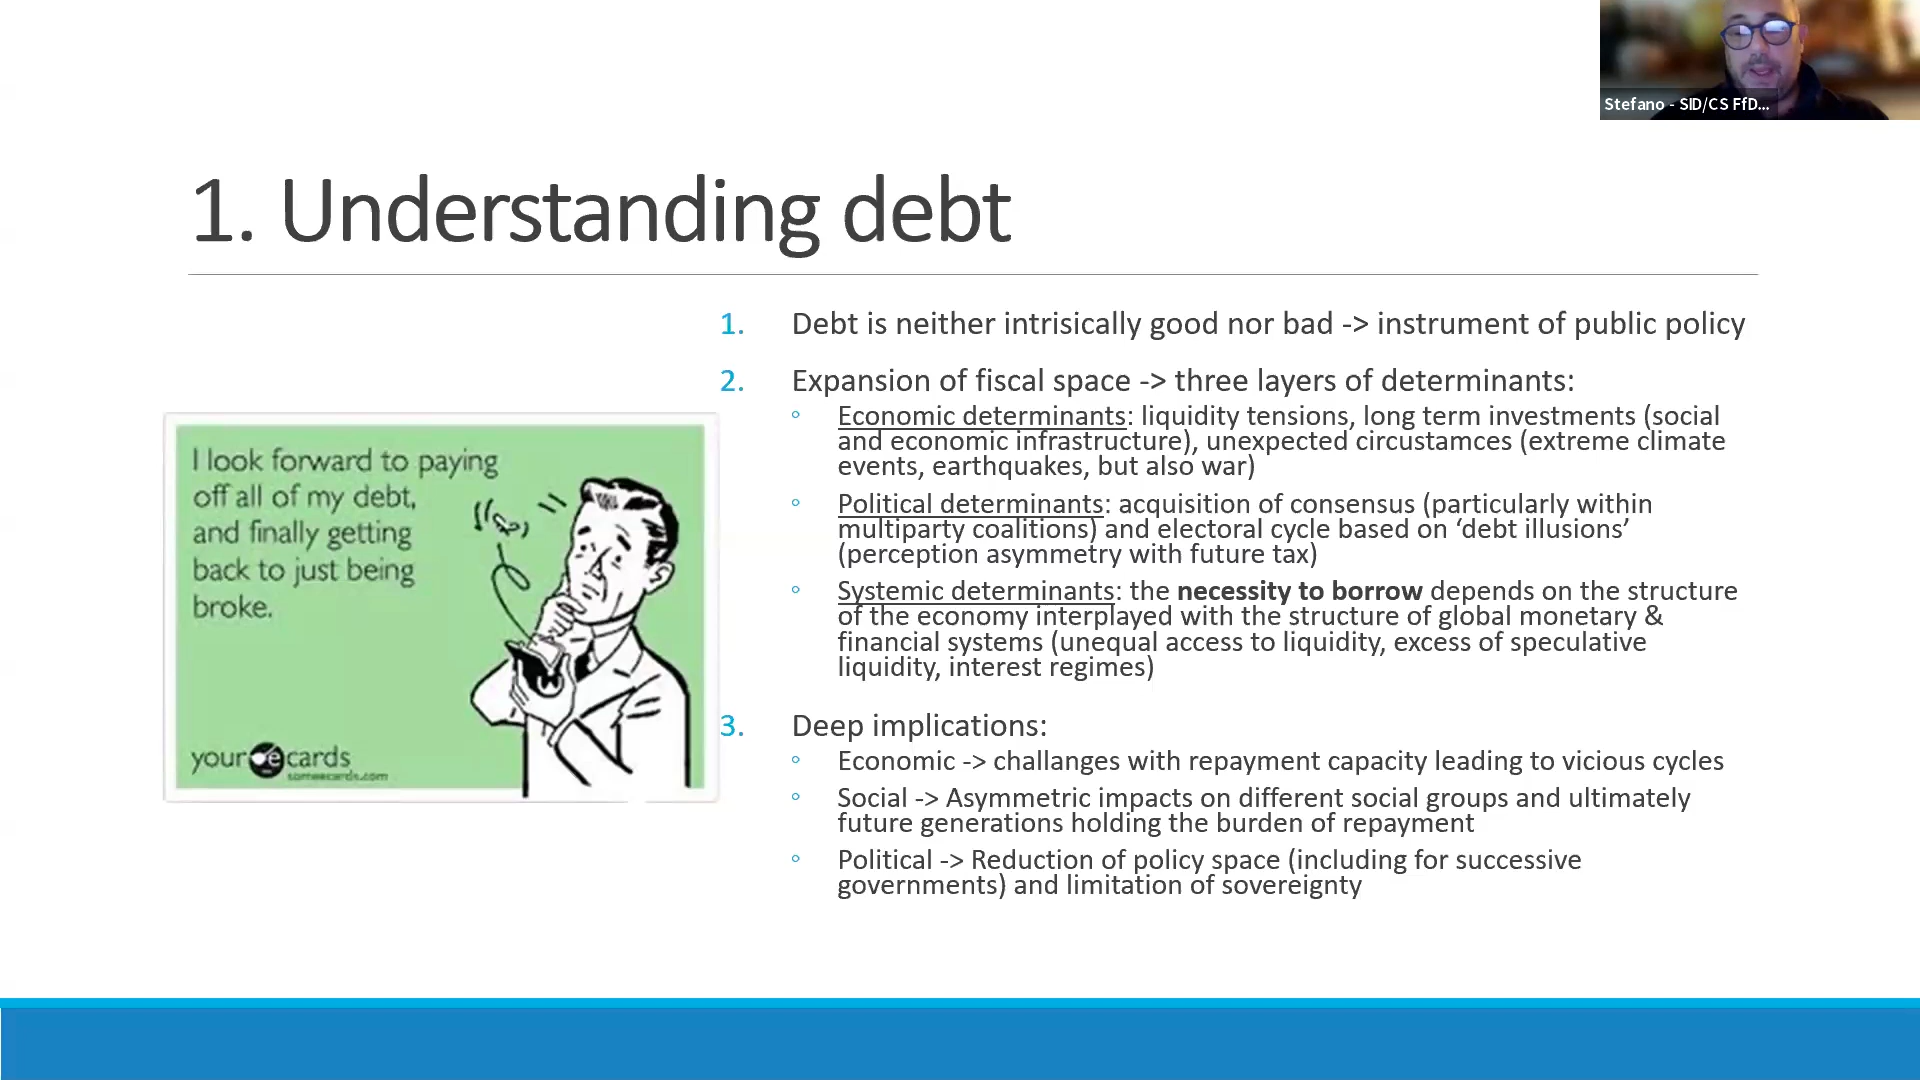 Stefano - SID/CS FfD...
1. Understanding debt
1. Debt is neither intrisically good nor bad -> instrument of public policy
2. Expansion of fiscal space -> three layers of determinants:
◦ Economic determinants: liquidity tensions, long term investments (social
and economic infrastructure), unexpected circustamces (extreme climate
events, earthquakes, but also war)
◦ Political determinants: acquisition of consensus (particularly within
multiparty coalitions) and electoral cycle based on ‘debt illusions’
(perception asymmetry with future tax)
◦ Systemic determinants: the necessity to borrow depends on the structure
of the economy interplayed with the structure of global monetary &
financial systems (unequal access to liquidity, excess of speculative
liquidity, interest regimes)
3. Deep implications:
◦ Economic -> challanges with repayment capacity leading to vicious cycles
◦ Social -> Asymmetric impacts on different social groups and ultimately
future generations holding the burden of repayment
◦ Political -> Reduction of policy space (including for successive
governments) and limitation of sovereignty
I look forward to paying
off all of my debt,
and finally getting
back to just being
broke.
your e cards
someecards.com